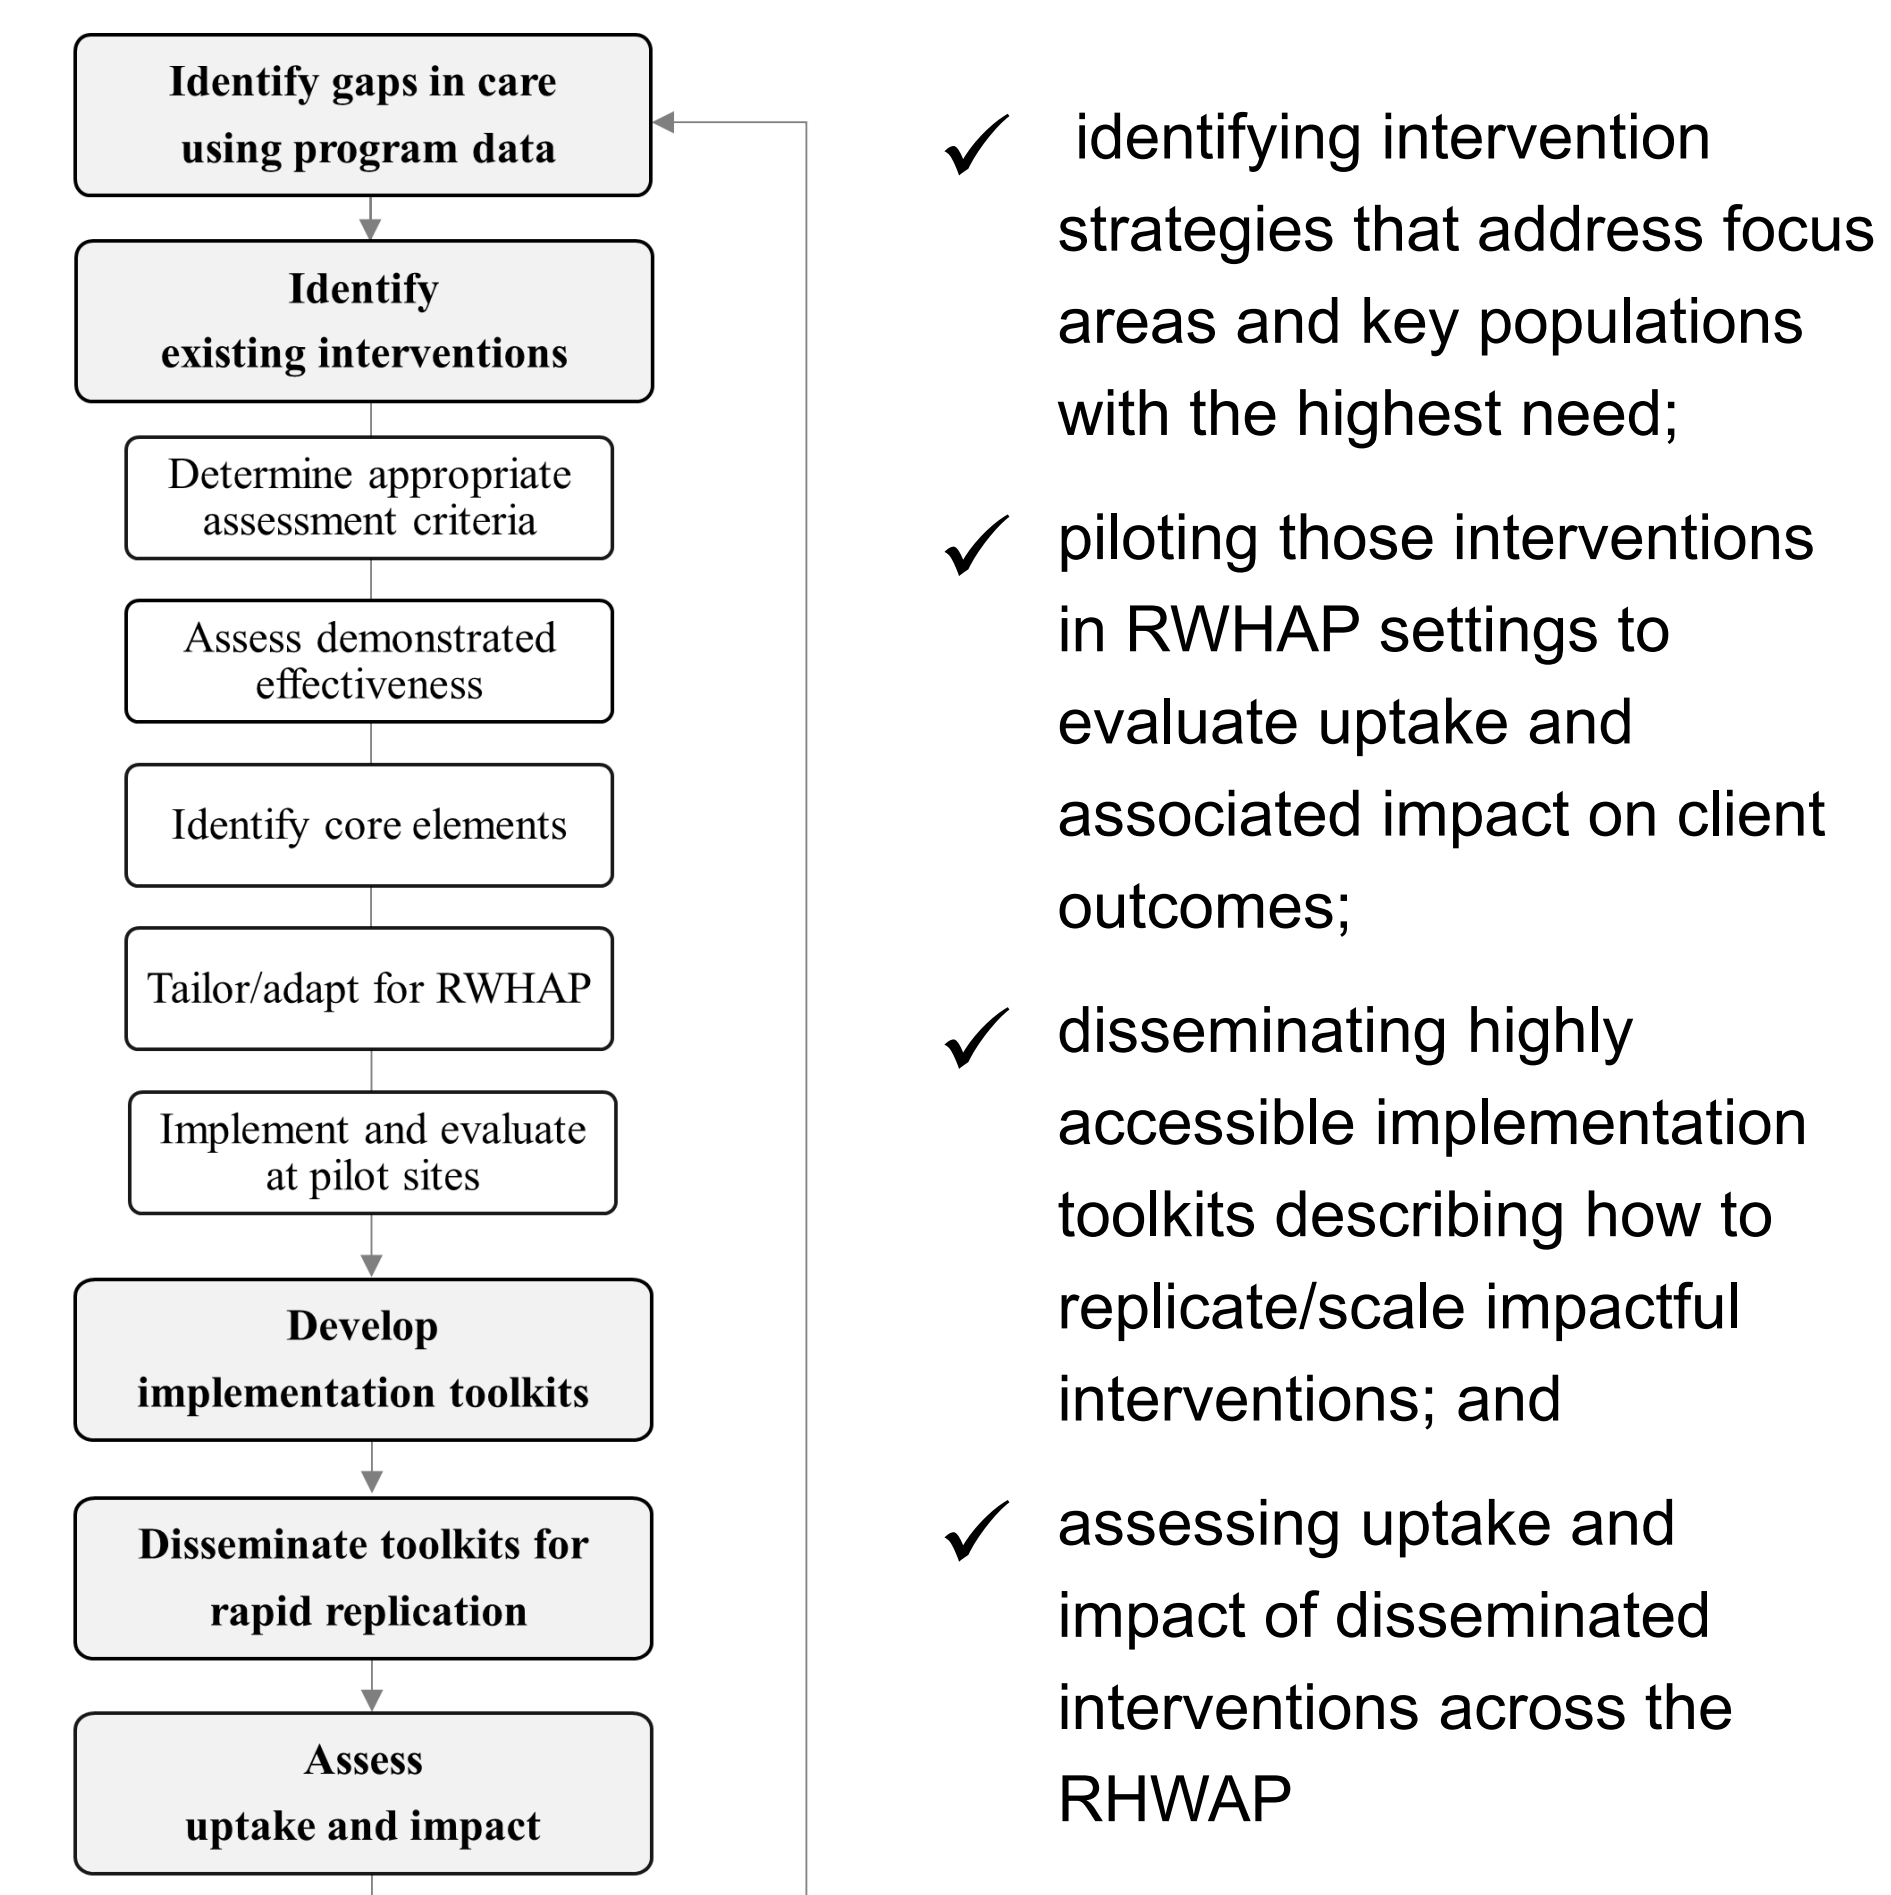 Identify gaps in care
using program data
Identify
existing interventions
Determine appropriate
assessment criteria
Assess demonstrated
effectiveness
Identify core elements
Tailor/adapt for RWHAP
Implement and evaluate
at pilot sites
Develop
implementation toolkits
Disseminate toolkits for
rapid replication
Assess
uptake and impact
✓ identifying intervention
strategies that address focus
areas and key populations
with the highest need;
✓ piloting those interventions
in RWHAP settings to
evaluate uptake and
associated impact on client
outcomes;
✓ disseminating highly
accessible implementation
toolkits describing how to
replicate/scale impactful
interventions; and
✓ assessing uptake and
impact of disseminated
interventions across the
RHWAP